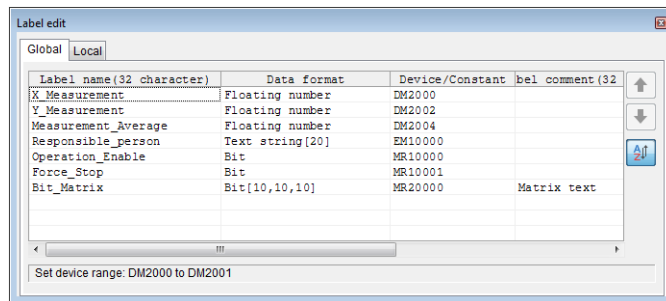 Label edit
Global Local
Label name(32 character) Data format Device/Constant bel comment(32
X_Measurement Floating number DM2000
Y_Measurement Floating number DM2002
Measurement_Average Floating number DM2004
Responsible_person Text string[20] EM10000
Operation_Enable Bit MR10000
Force_Stop Bit MR10001
Bit_Matrix Bit[10,10,10] MR20000 Matrix text
Set device range: DM2000 to DM2001